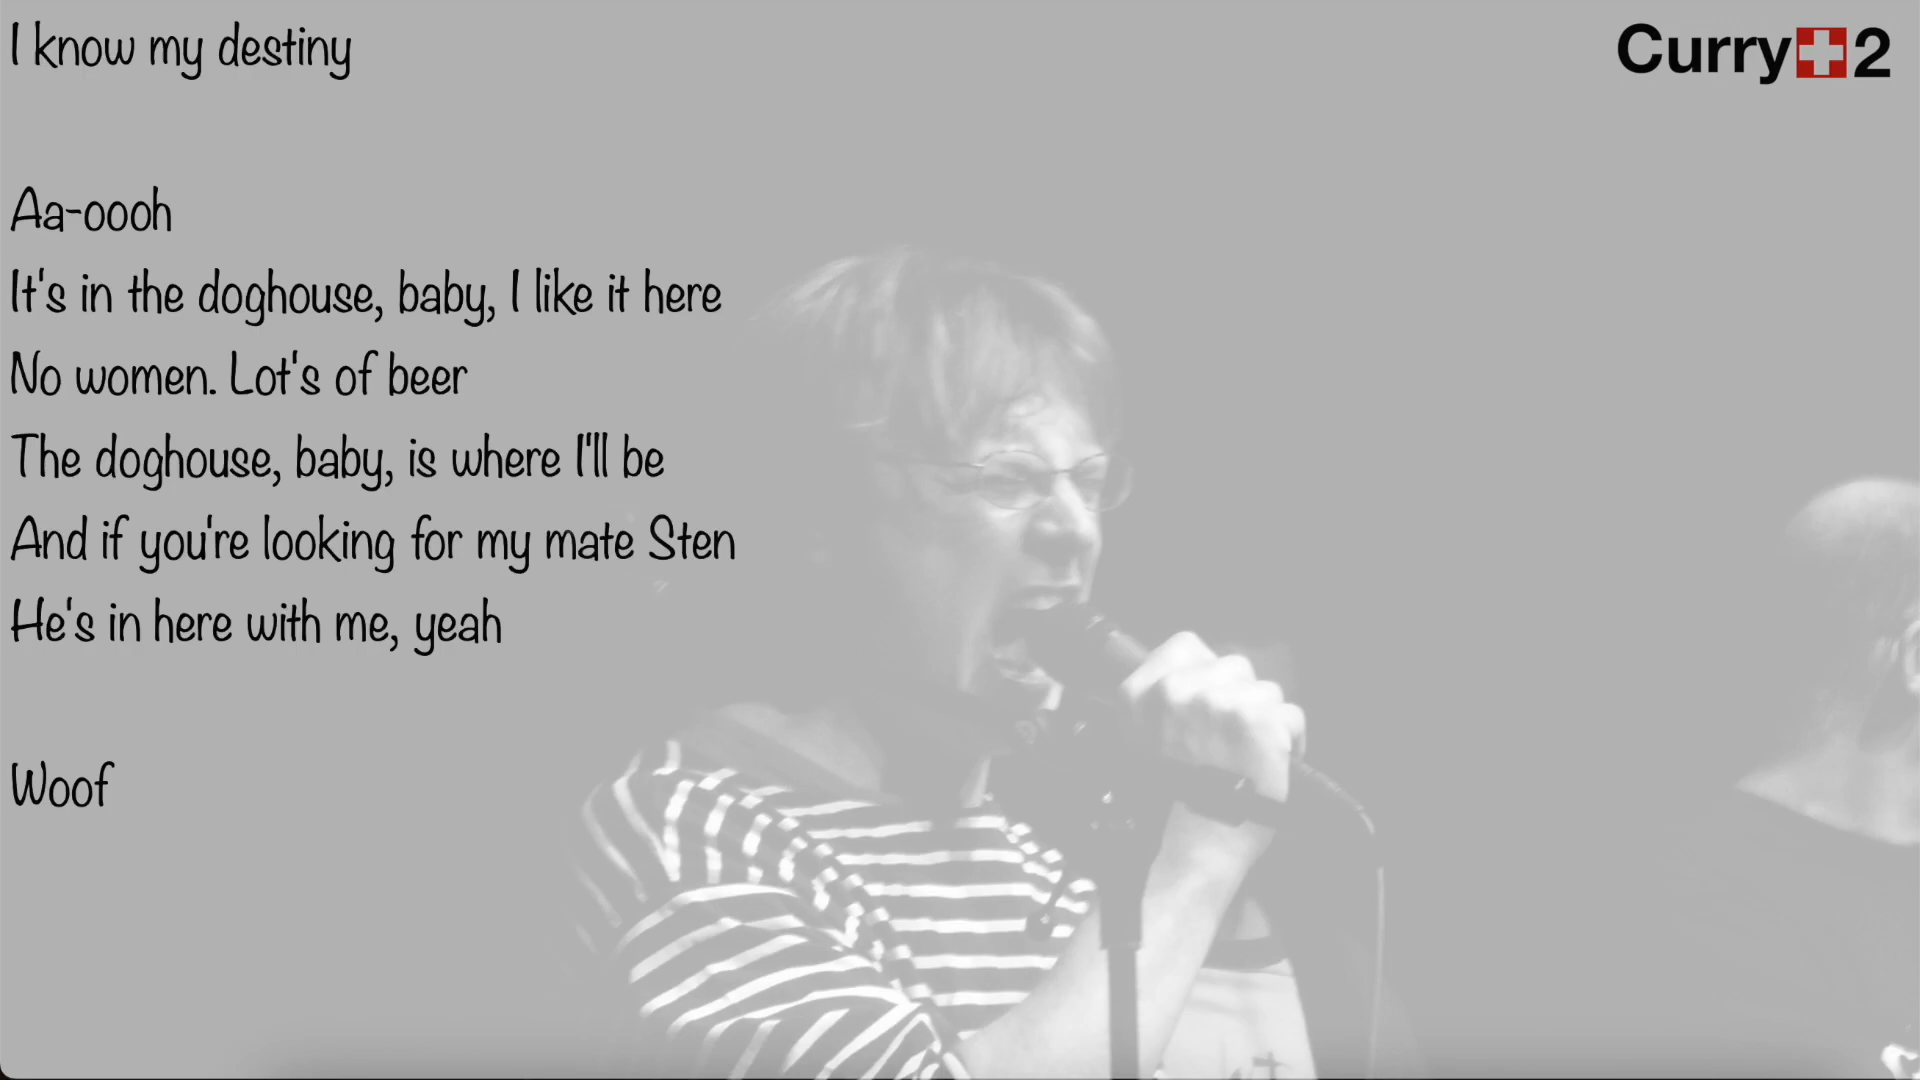 I know my destiny
Curry+2
Aa-oooh
It's in the doghouse, baby, I like it here
No women. Lot's of beer
The doghouse, baby, is where I'll be
And if you're looking for my mate Sten
He's in here with me, yeah
Woof